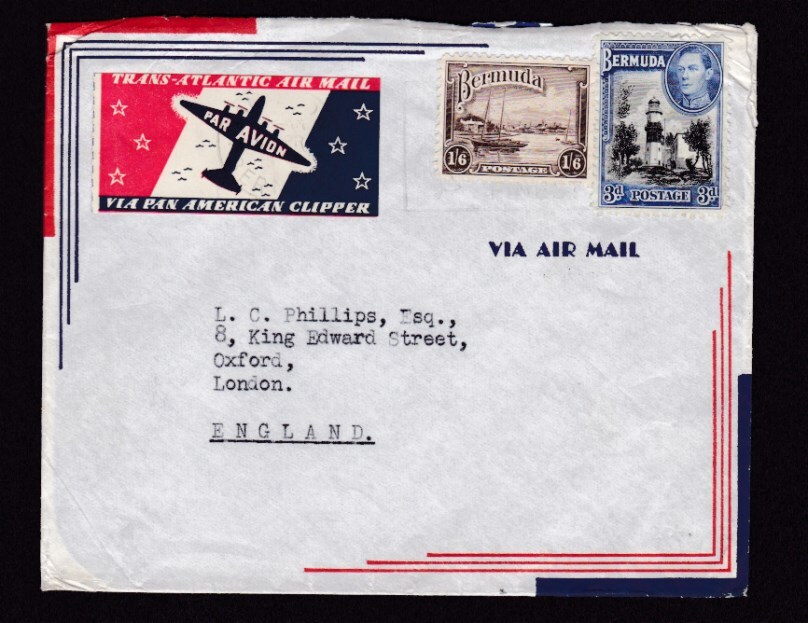 TRANS-ATLANTIC AIR MAIL
PAR AVION
VIA PAN AMERICAN CLIPPER
Bermuda
1/6 1/6
POSTAGE
BERMUDA
3d. POSTAGE 3d.
VIA AIR MAIL
L. C. Phillips, Esq.,
8, King Edward Street,
Oxford,
London.
ENGLAND.